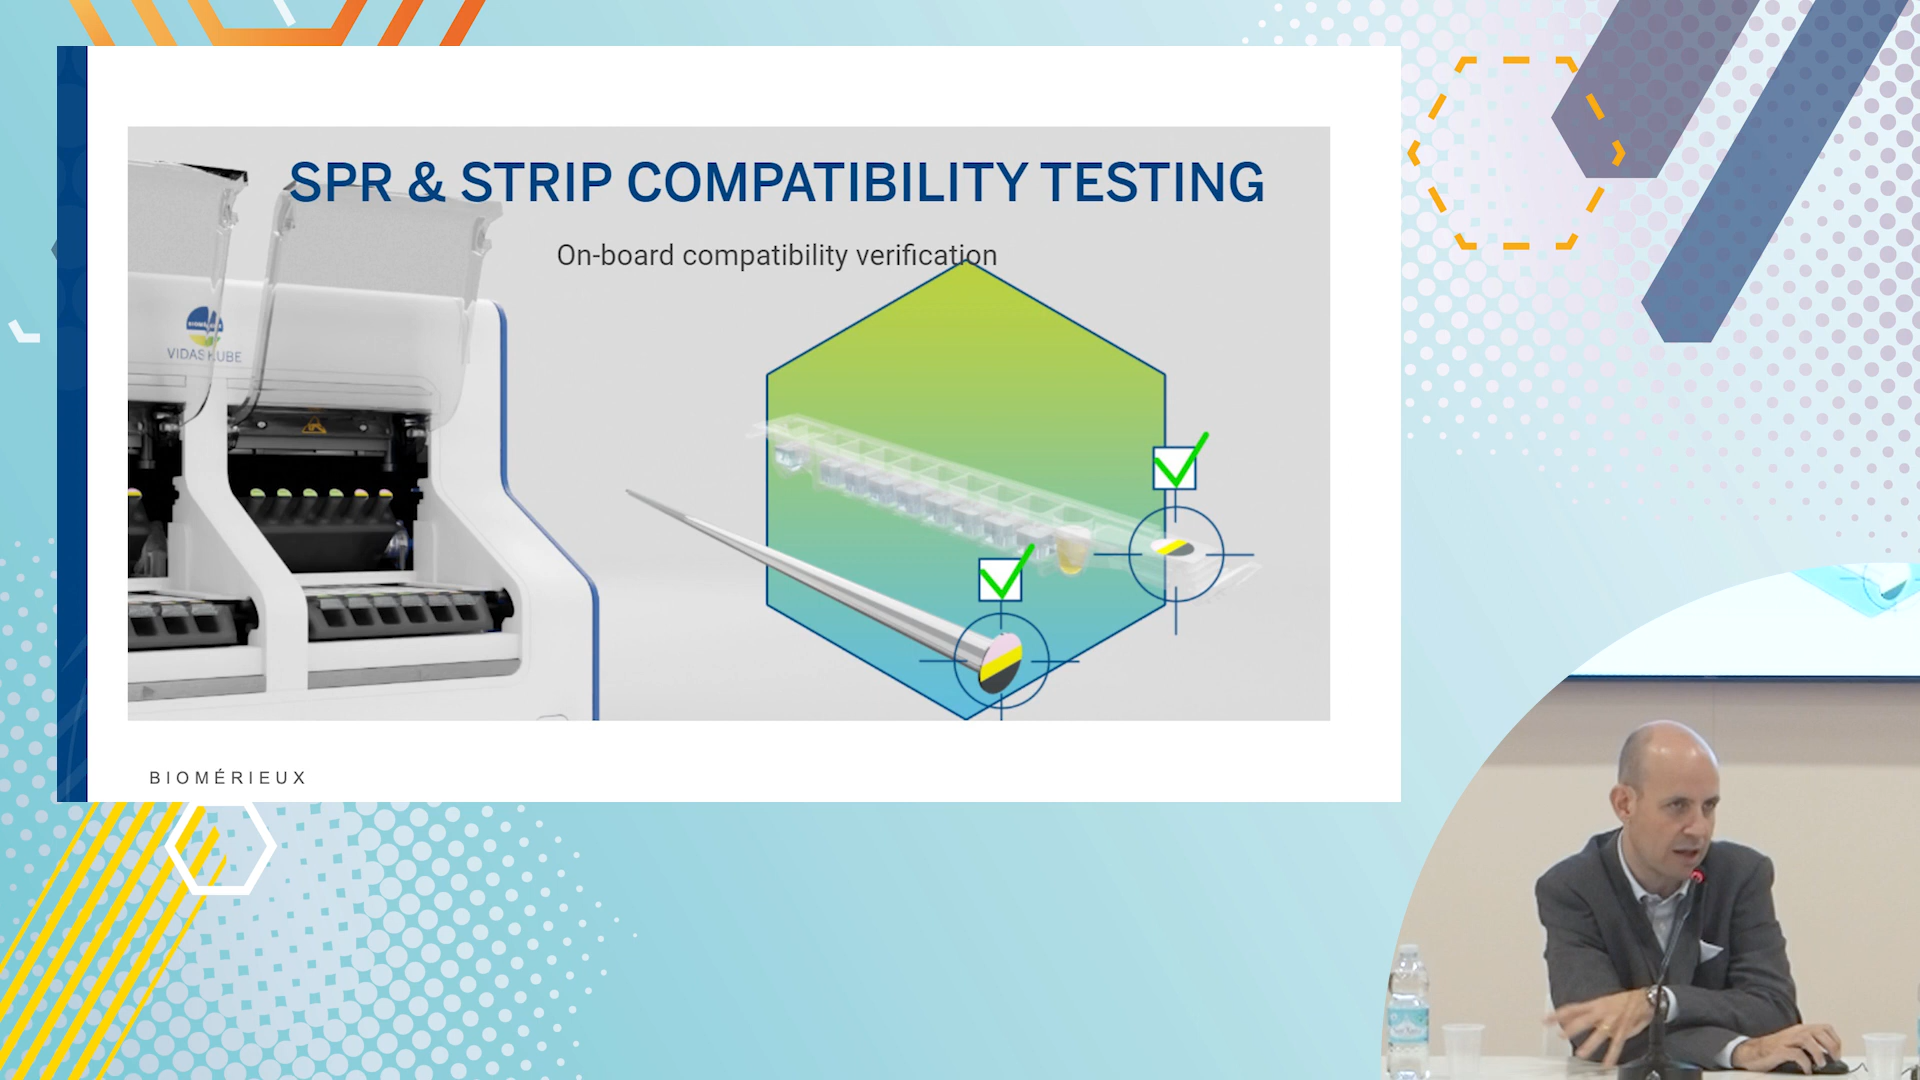 SPR & STRIP COMPATIBILITY TESTING
On-board compatibility verification
VIDAS KUBE
BIOMÉRIEUX